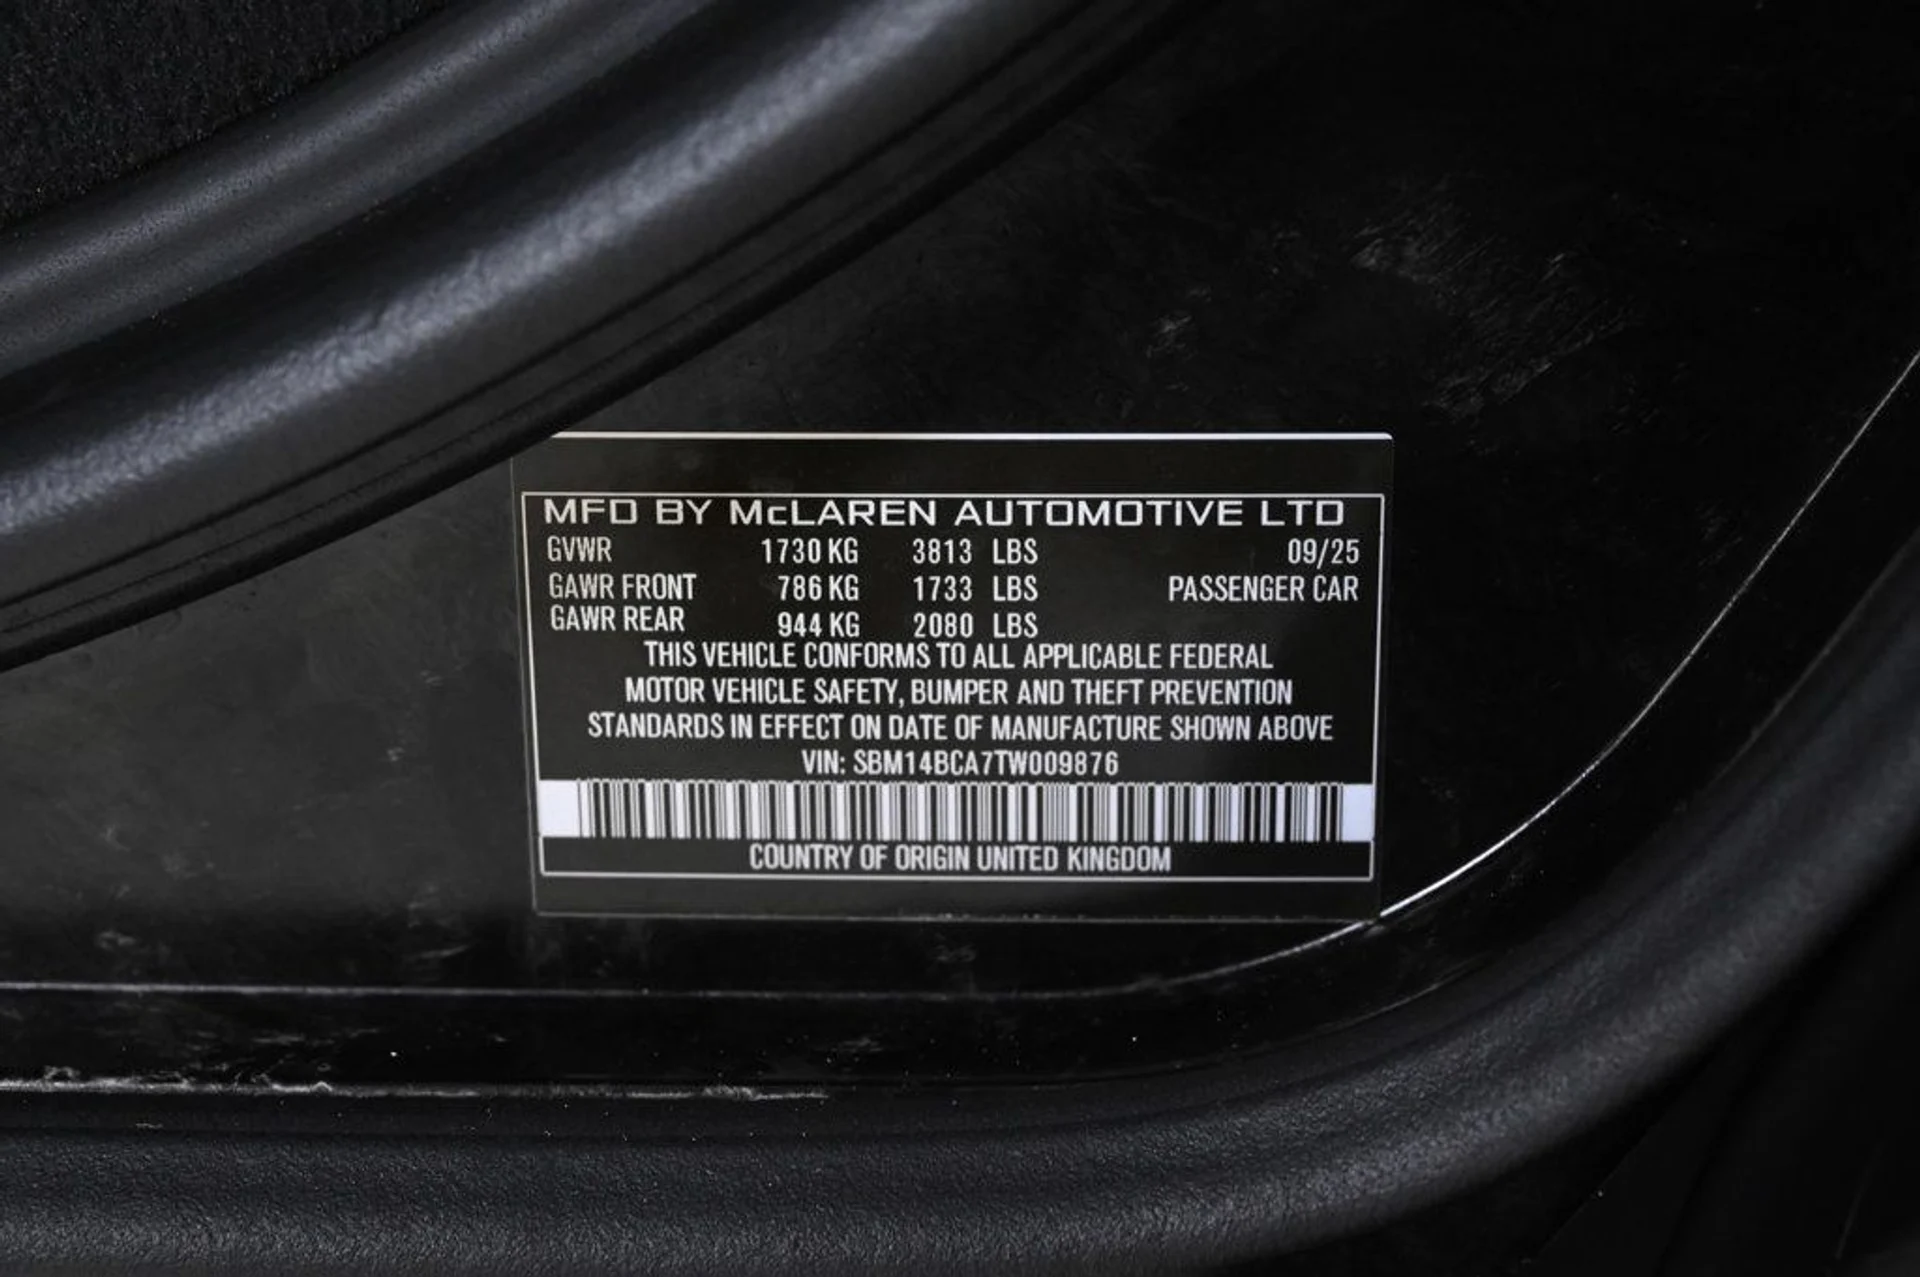 MFD BY McLAREN AUTOMOTIVE LTD
GVWR 1730 KG 3813 LBS 09/25
GAWR FRONT 786 KG 1733 LBS PASSENGER CAR
GAWR REAR 944 KG 2080 LBS
THIS VEHICLE CONFORMS TO ALL APPLICABLE FEDERAL
MOTOR VEHICLE SAFETY, BUMPER AND THEFT PREVENTION
STANDARDS IN EFFECT ON DATE OF MANUFACTURE SHOWN ABOVE
VIN: SBM14BCA7TW009876
COUNTRY OF ORIGIN UNITED KINGDOM